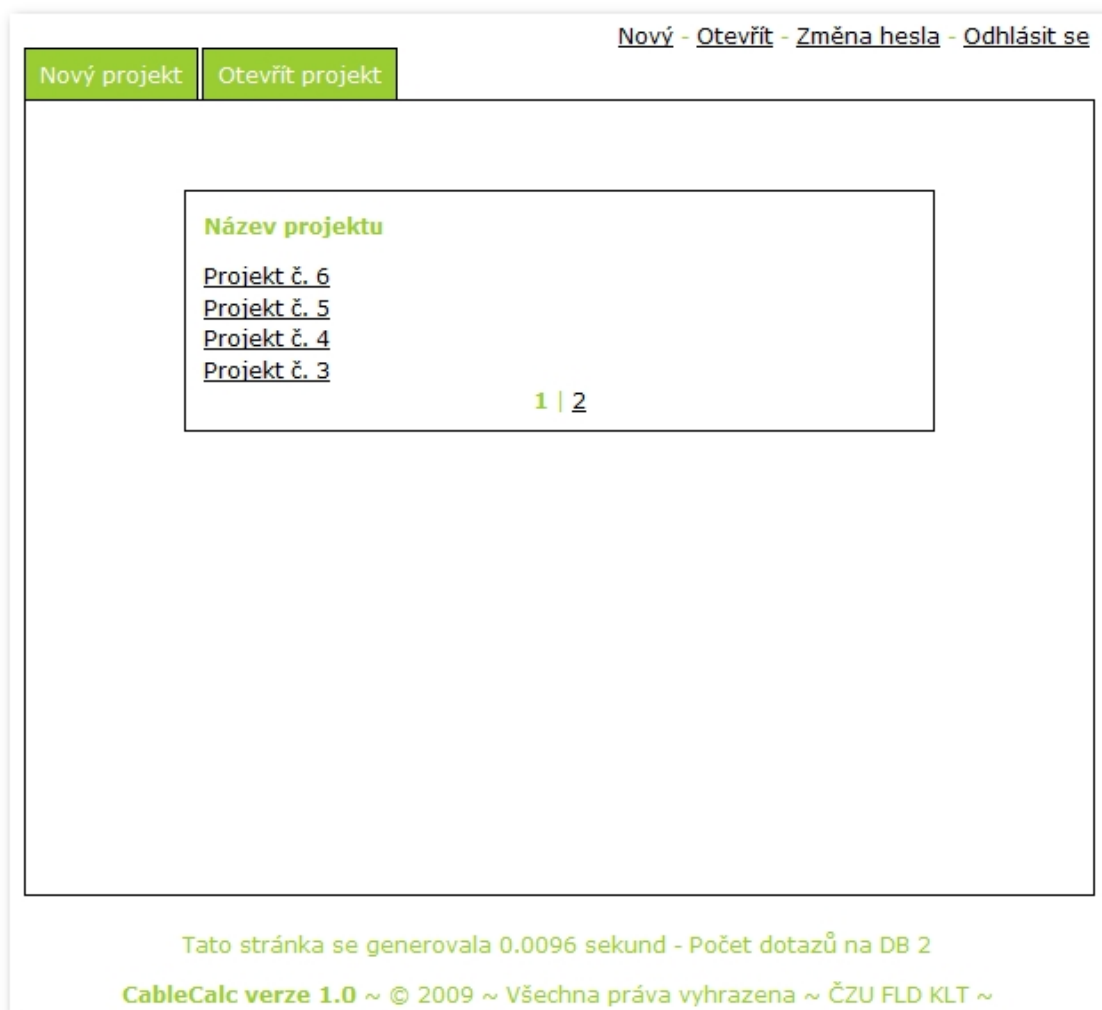 Nový - Otevřít - Změna hesla - Odhlásit se
Nový projekt Otevřít projekt
Název projektu
Projekt č. 6
Projekt č. 5
Projekt č. 4
Projekt č. 3
1 | 2
Tato stránka se generovala 0.0096 sekund - Počet dotazů na DB 2
CableCalc verze 1.0 ~ © 2009 ~ Všechna práva vyhrazena ~ ČZU FLD KLT ~